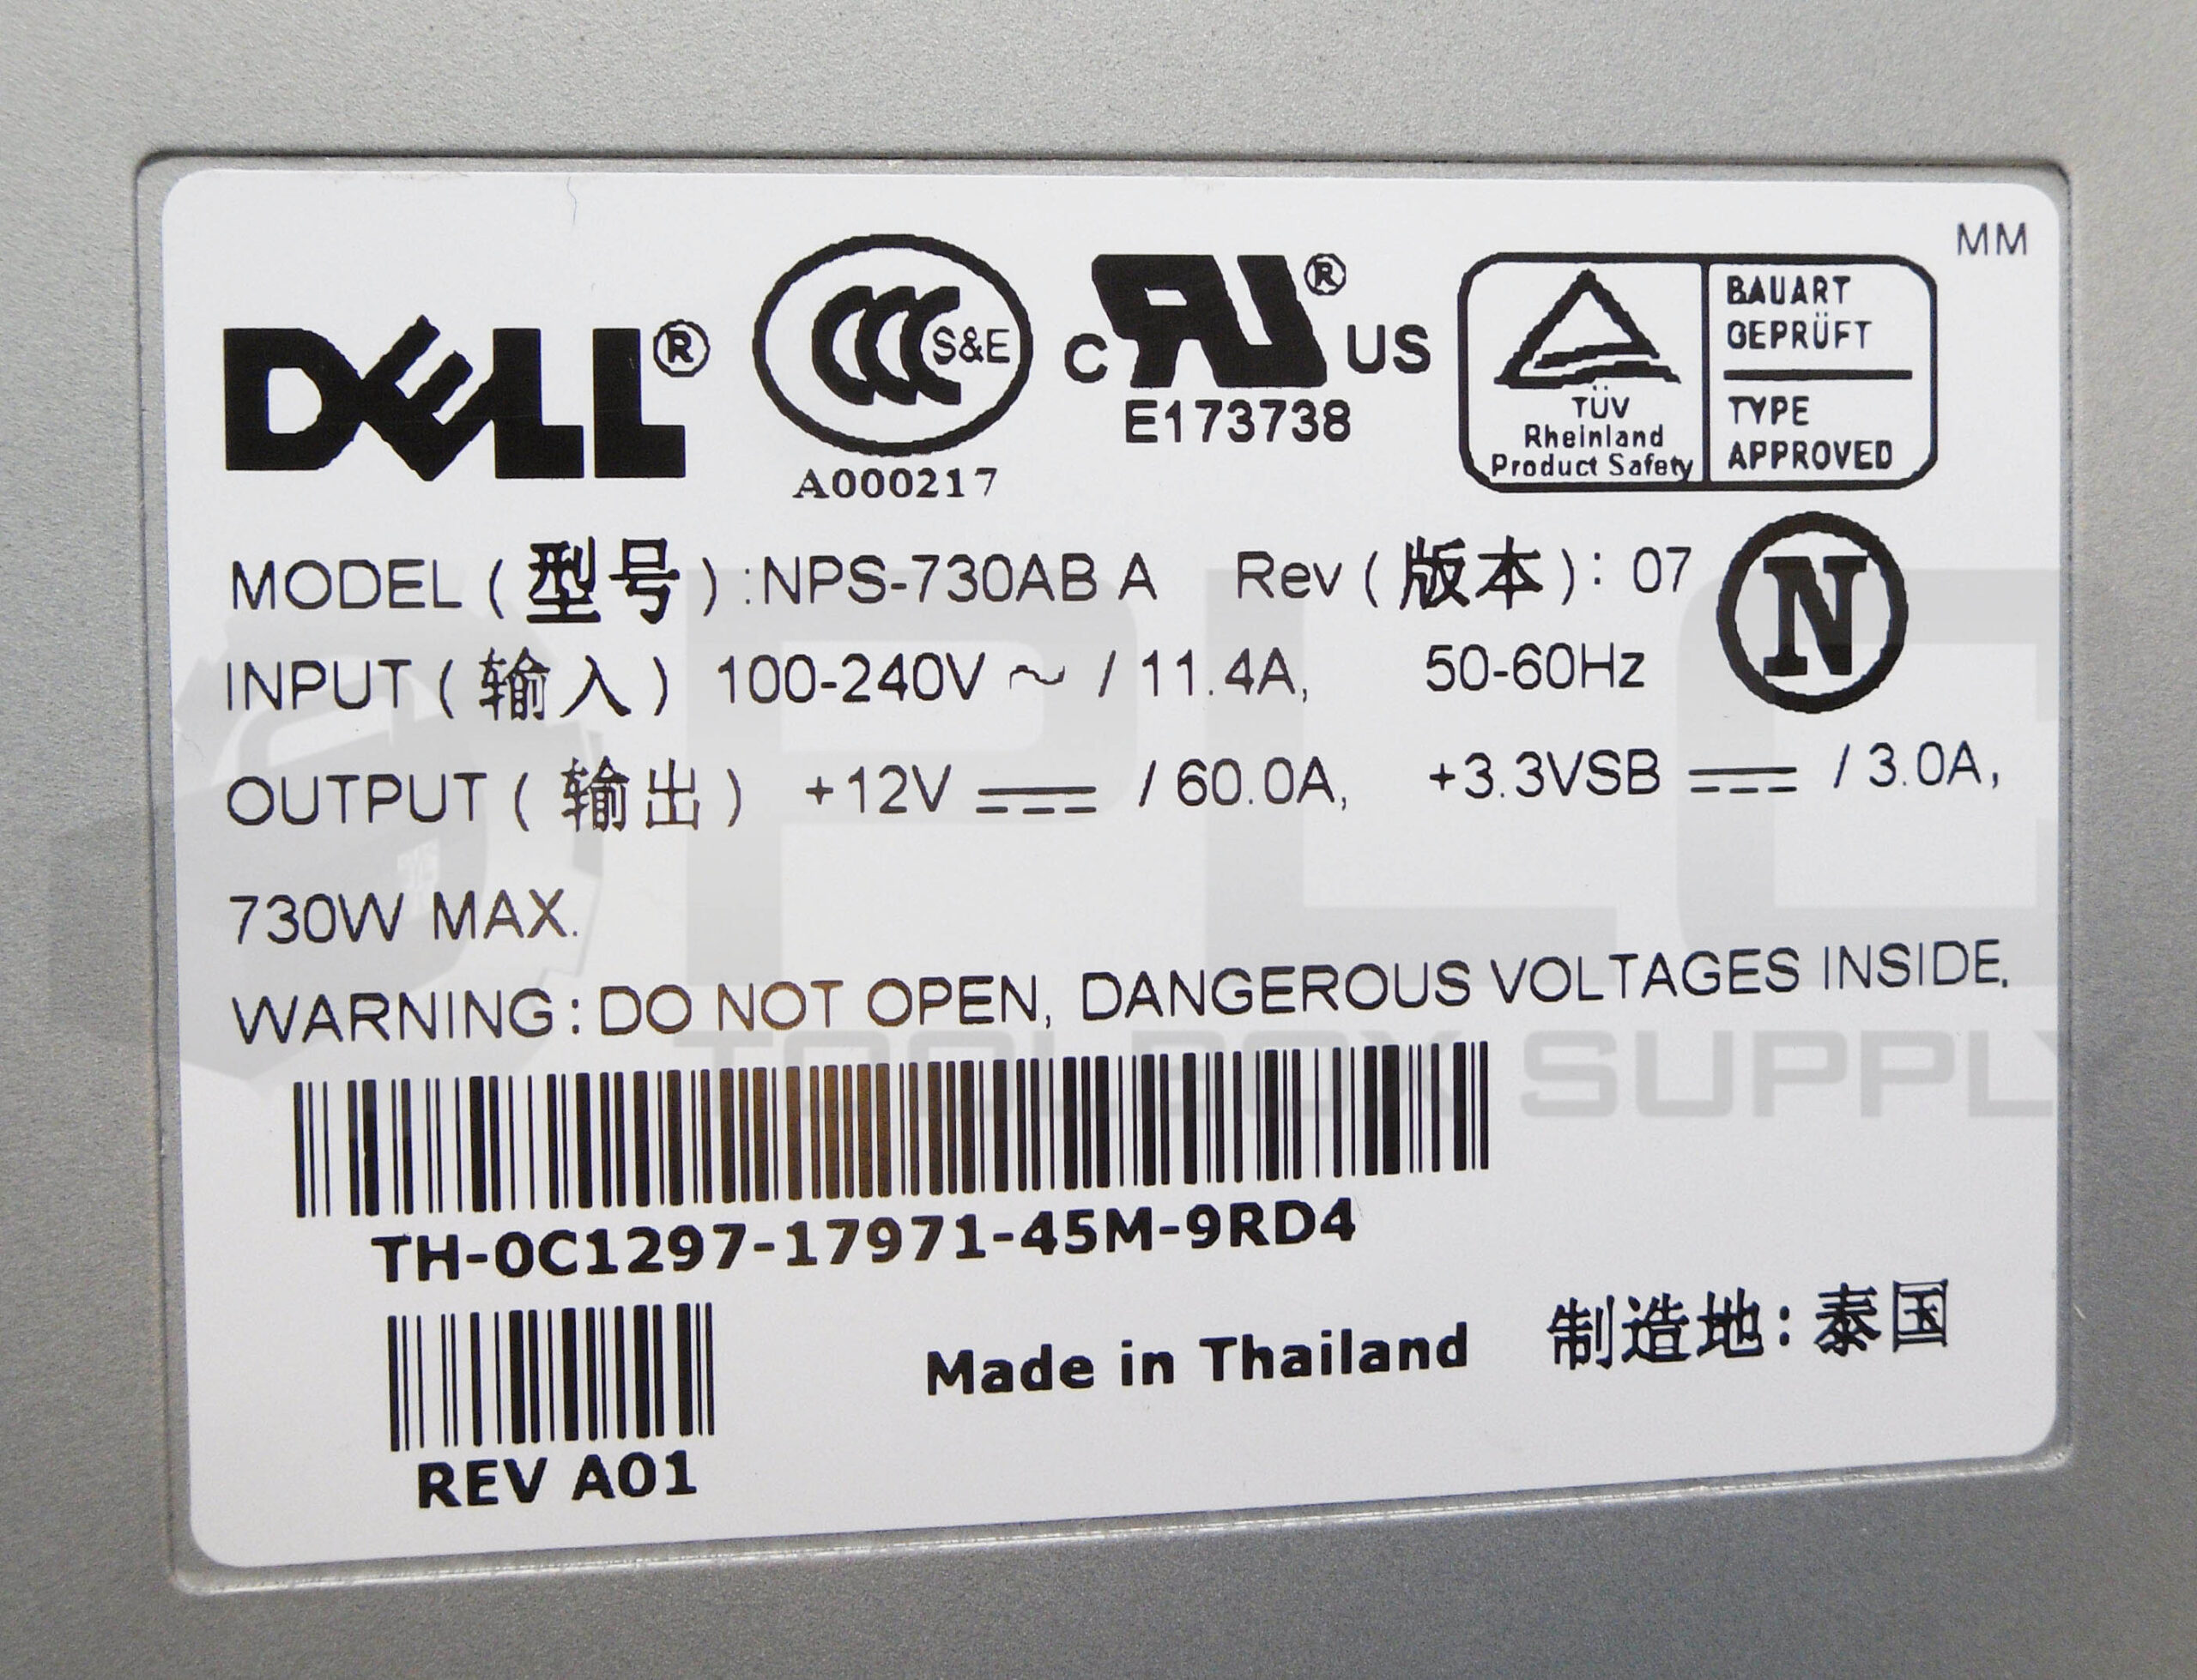 MM
DELL®
S&E
A000217
C US ®
E173738
TÜV
Rheinland
Product Safety
BAUART
GEPRÜFT
TYPE
APPROVED
MODEL (型号):NPS-730AB A Rev (版本): 07
N
INPUT (输入) 100-240V ~ / 11.4A, 50-60Hz
OUTPUT (输出) +12V ⎓ / 60.0A, +3.3VSB ⎓ / 3.0A,
730W MAX.
WARNING: DO NOT OPEN, DANGEROUS VOLTAGES INSIDE.
TH-0C1297-17971-45M-9RD4
REV A01
Made in Thailand 制造地: 泰国
PLC
TOOLBOX SUPPLY